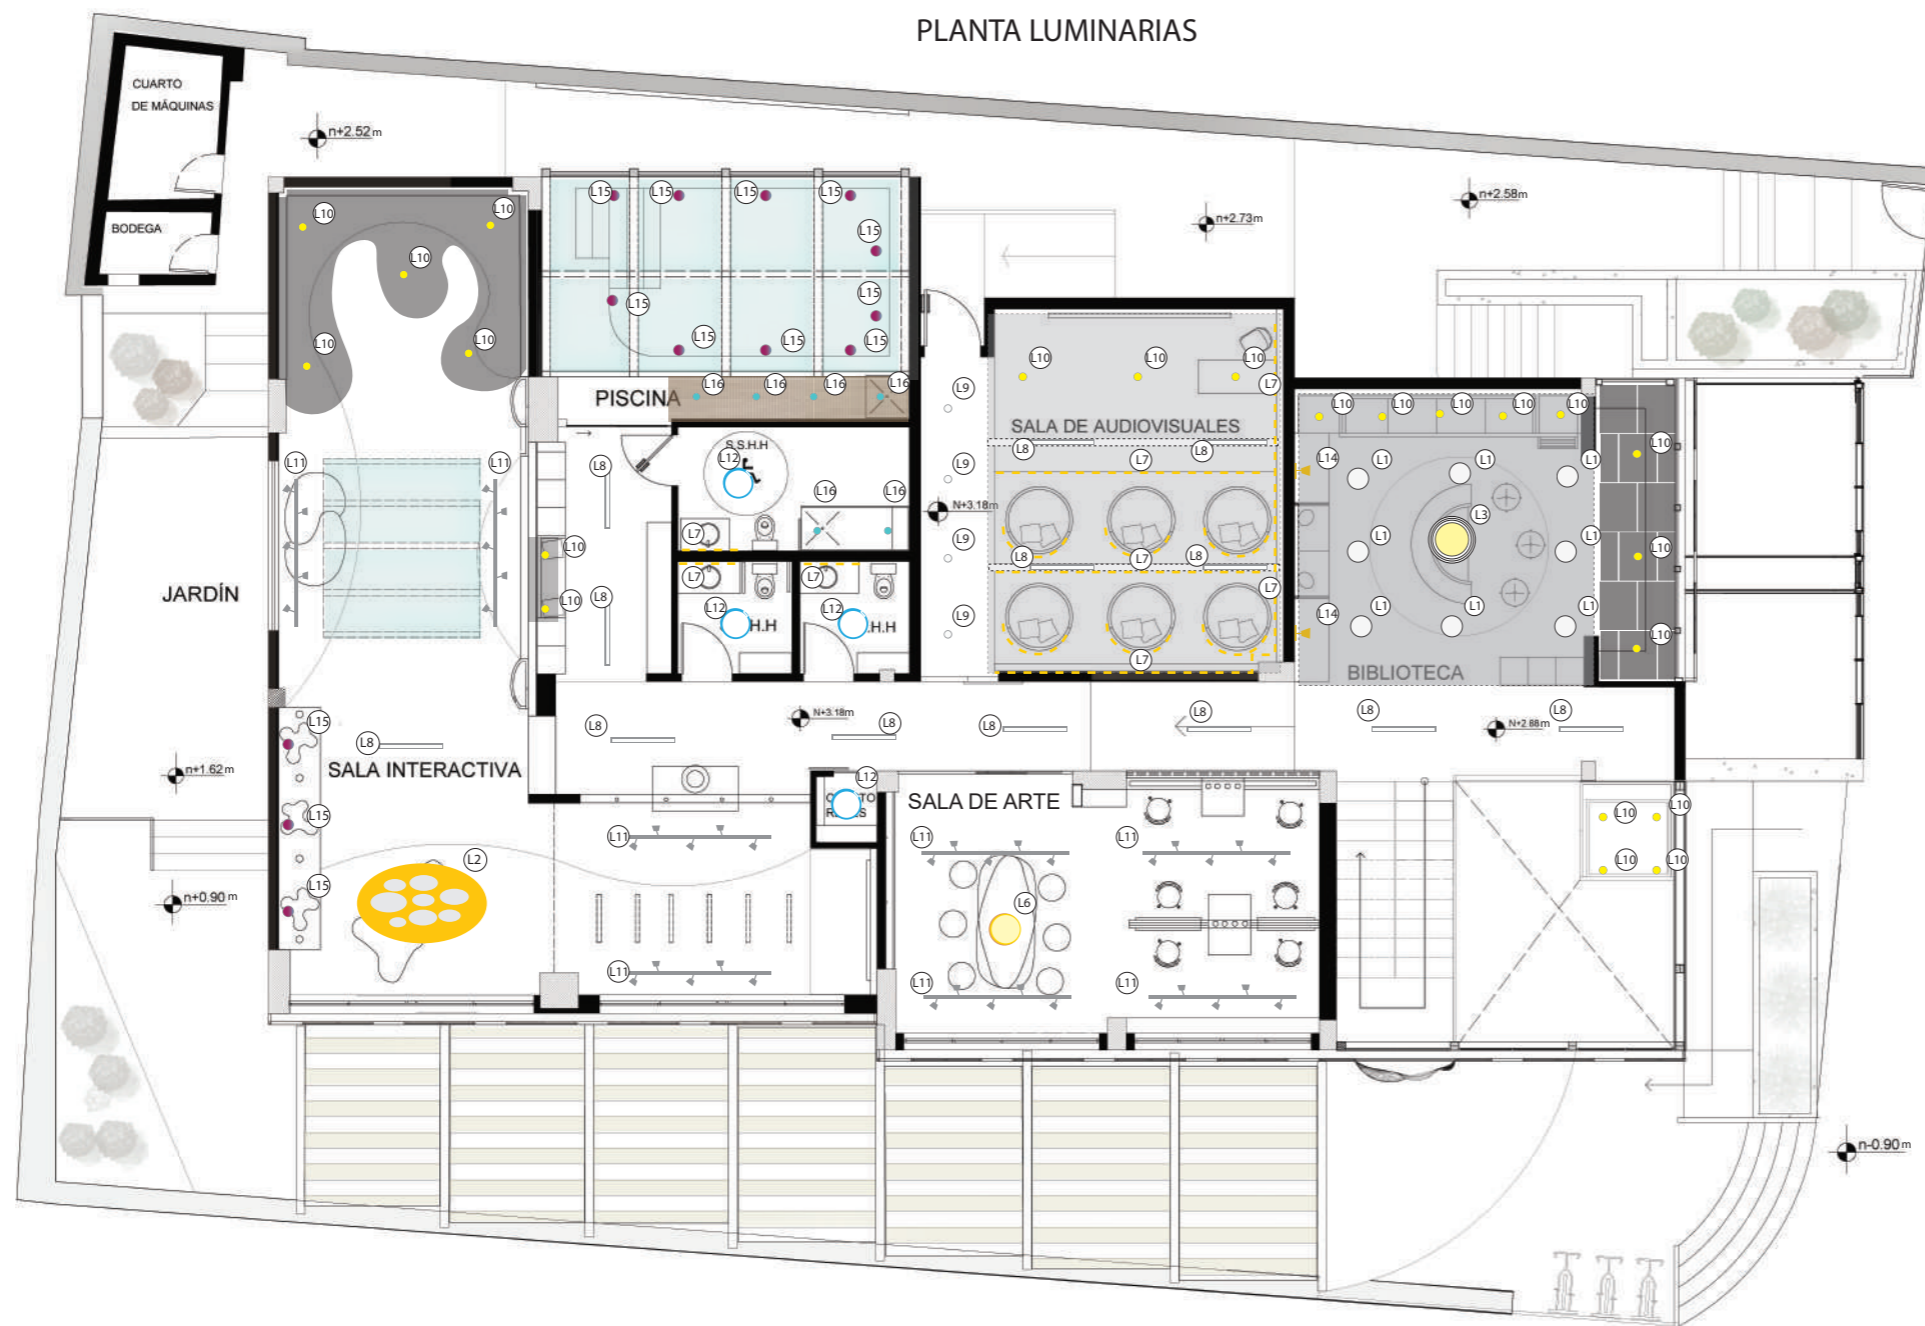 PLANTA LUMINARIAS
CUARTO
DE MÁQUINAS
n+2.52 m
BODEGA
n+2.58m
n+2.73m
L10
L10
L10
L10
L10
L15
L15
L15
L15
L15
L15
L15
L15
L15
L15
PISCINA
L16
L16
L16
L16
S.S.H.H
L12
L16
L16
L7
L7
L7
L12
L12
.H.H
.H.H
L8
L8
L10
L10
L11
L11
JARDÍN
L9
L9
L9
L9
N+3.18m
L10
L10
L10
L7
SALA DE AUDIOVISUALES
L8
L7
L8
L8
L7
L8
L7
L7
L10
L10
L10
L10
L10
L14
L1
L1
L1
L3
L1
L1
L14
L1
L1
L1
BIBLIOTECA
L10
L10
L10
L15
L8
SALA INTERACTIVA
L15
L15
L2
n+1.62 m
n+0.90 m
L8
N+3.18m
L8
L8
L8
L8
N+2.88m
L8
L12
L11
L11
SALA DE ARTE
L11
L11
L6
L11
L11
L10
L10
L10
L10
n-0.90 m